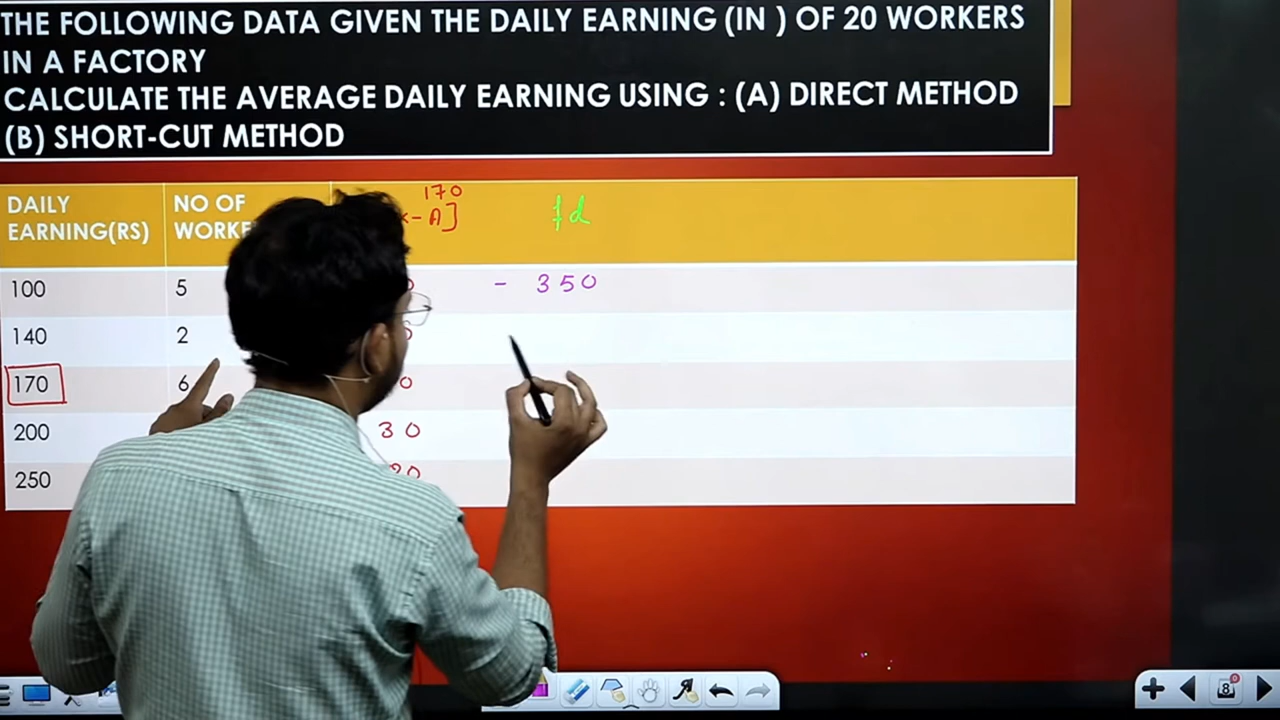 THE FOLLOWING DATA GIVEN THE DAILY EARNING (IN ) OF 20 WORKERS
IN A FACTORY
CALCULATE THE AVERAGE DAILY EARNING USING : (A) DIRECT METHOD
(B) SHORT-CUT METHOD
170
DAILY NO OF
EARNING(RS) - A] fd
100 5 - 350
140 2
170 6 0
200 30
250
8